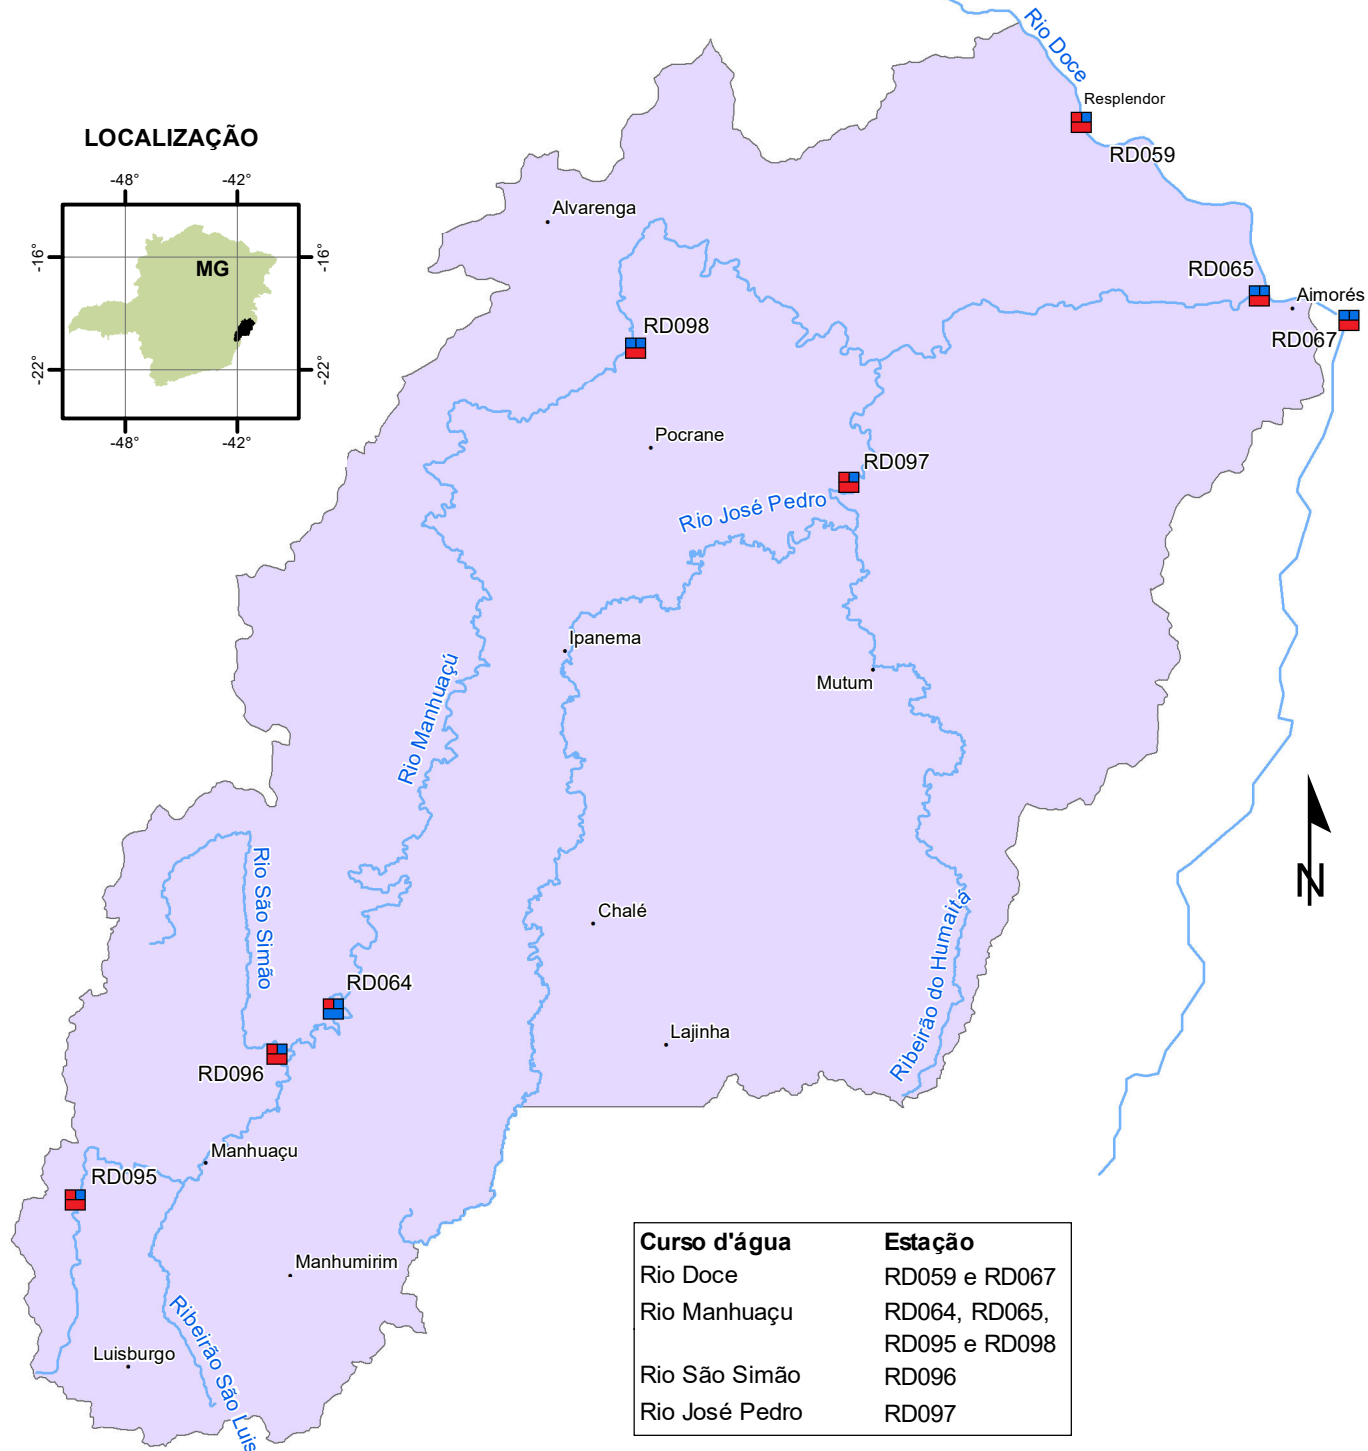 Rio Doce
Resplendor
RD059
LOCALIZAÇÃO
-48° -42°
-16° MG -16°
-22° -22°
-48° -42°
Alvarenga
RD065
Aimorés
RD067
RD098
Pocrane
RD097
Rio José Pedro
Ipanema
Mutum
Rio Manhuaçú
Rio São Simão
Chalé
Ribeirão do Humaitá
N
RD064
Lajinha
RD096
Manhuaçu
RD095
Manhumirim
Ribeirão São Luis
Luisburgo
Curso d'água Estação
Rio Doce RD059 e RD067
Rio Manhuaçu RD064, RD065,
RD095 e RD098
Rio São Simão RD096
Rio José Pedro RD097